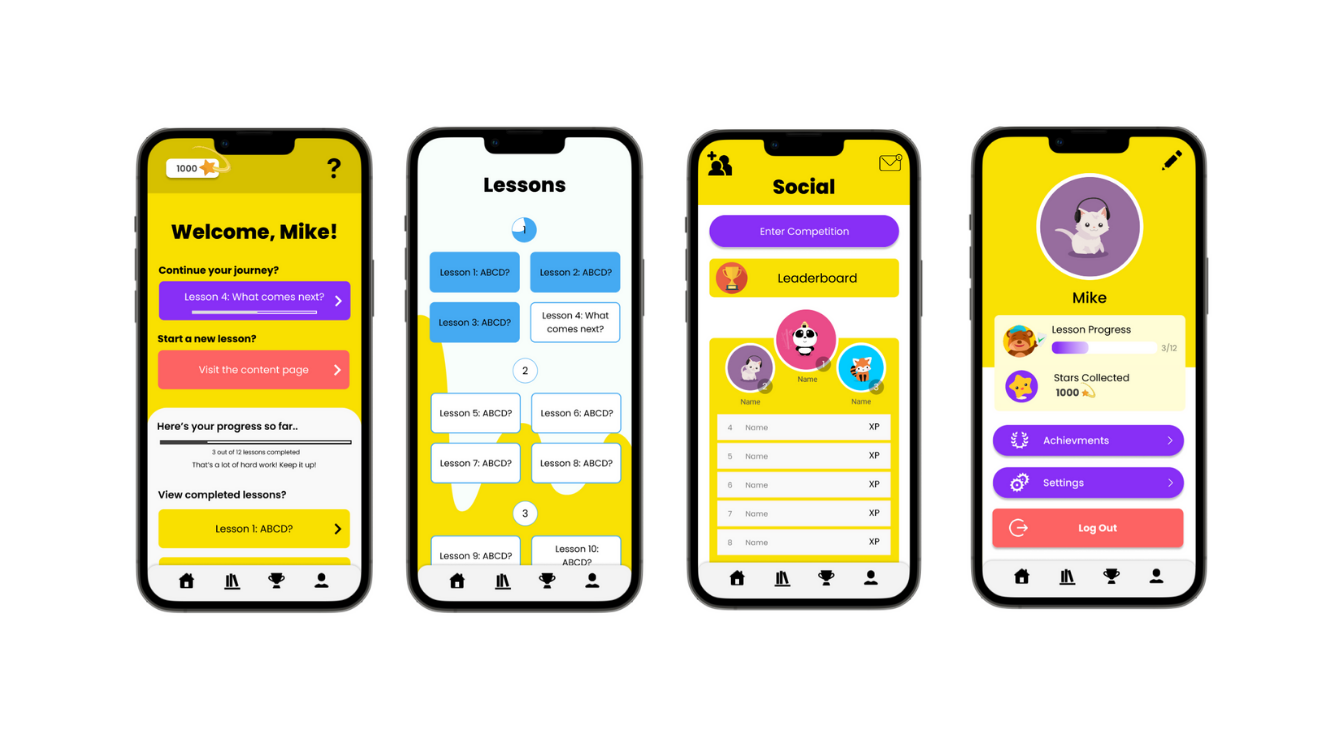 1000
?
Welcome, Mike!
Continue your journey?
Lesson 4: What comes next?
Start a new lesson?
Visit the content page
Here's your progress so far..
3 out of 12 lessons completed
That's a lot of hard work! Keep it up!
View completed lessons?
Lesson 1: ABCD?
Lessons
1
Lesson 1: ABCD?
Lesson 2: ABCD?
Lesson 3: ABCD?
Lesson 4: What
comes next?
2
Lesson 5: ABCD?
Lesson 6: ABCD?
Lesson 7: ABCD?
Lesson 8: ABCD?
3
Lesson 9: ABCD?
Lesson 10:
ABCD?
Social
Enter Competition
Leaderboard
1
Name
2
Name
3
Name
4 Name XP
5 Name XP
6 Name XP
7 Name XP
8 Name XP
Mike
Lesson Progress
3/12
Stars Collected
1000
Achievments
Settings
Log Out